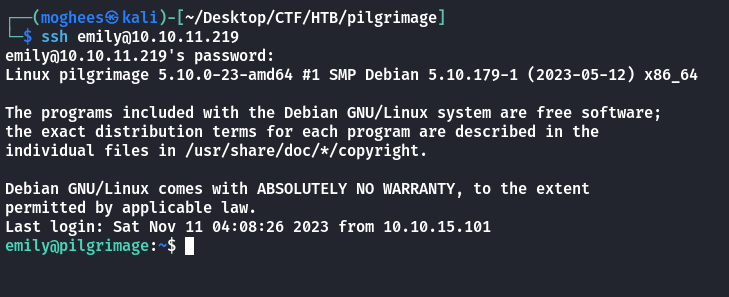 ┌──(moghees㉿kali)-[~/Desktop/CTF/HTB/pilgrimage]
└─$ ssh emily@10.10.11.219
emily@10.10.11.219's password:
Linux pilgrimage 5.10.0-23-amd64 #1 SMP Debian 5.10.179-1 (2023-05-12) x86_64

The programs included with the Debian GNU/Linux system are free software;
the exact distribution terms for each program are described in the
individual files in /usr/share/doc/*/copyright.

Debian GNU/Linux comes with ABSOLUTELY NO WARRANTY, to the extent
permitted by applicable law.
Last login: Sat Nov 11 04:08:26 2023 from 10.10.15.101
emily@pilgrimage:~$